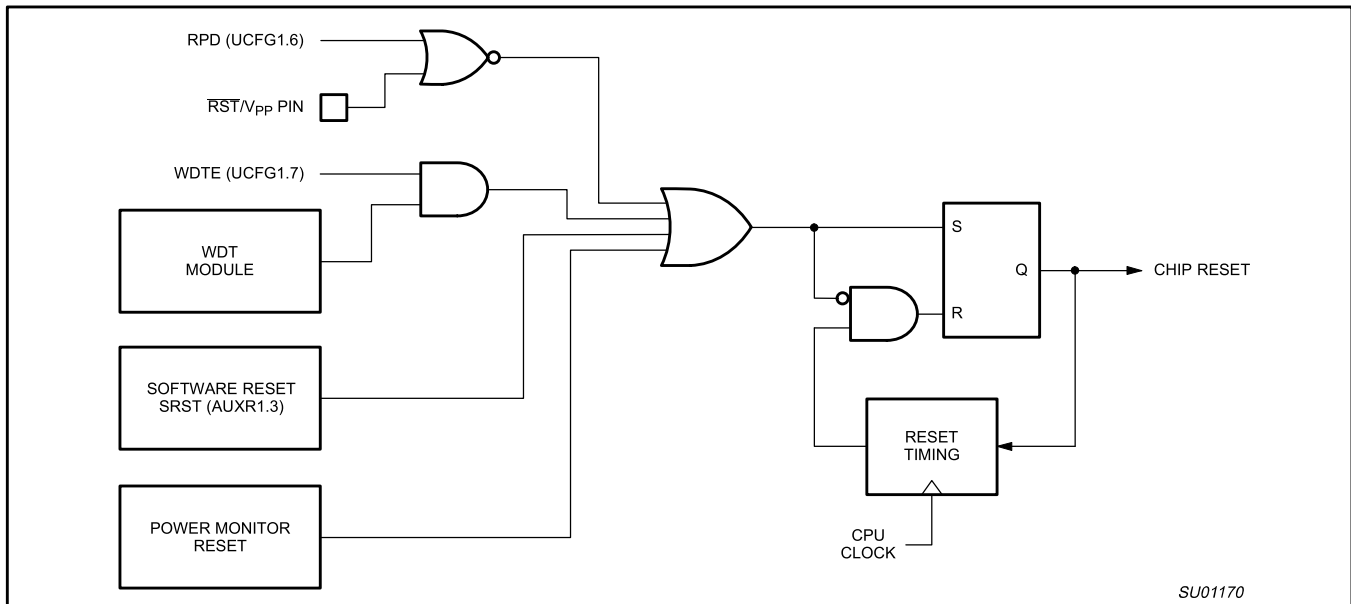 RPD (UCFG1.6)
RST/VPP PIN
WDTE (UCFG1.7)
WDT
MODULE
SOFTWARE RESET
SRST (AUXR1.3)
POWER MONITOR
RESET
S
Q
R
CHIP RESET
RESET
TIMING
CPU
CLOCK
SU01170